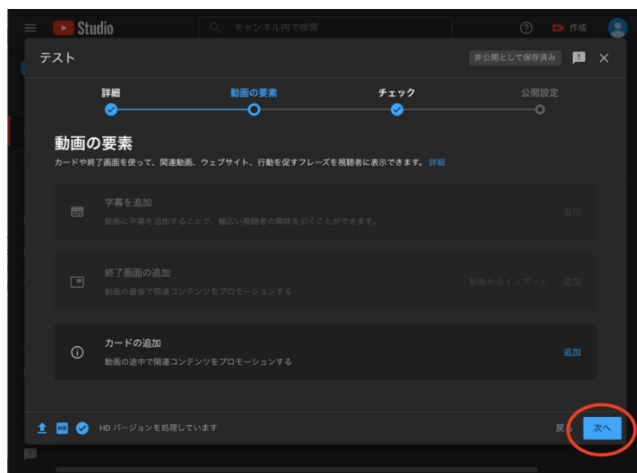 Studio
チャンネル内で検索
作成
テスト
非公開として保存済み
詳細
動画の要素
チェック
公開設定
動画の要素
カードや終了画面を使って、関連動画、ウェブサイト、行動を促すフレーズを視聴者に表示できます。 詳細
字幕を追加
動画に字幕を追加することで、幅広い視聴者の興味を引くことができます。
追加
終了画面の追加
動画の最後で関連コンテンツをプロモーションする
動画からインポート 追加
カードの追加
動画の途中で関連コンテンツをプロモーションする
追加
HD HD バージョンを処理しています
戻る 次へ